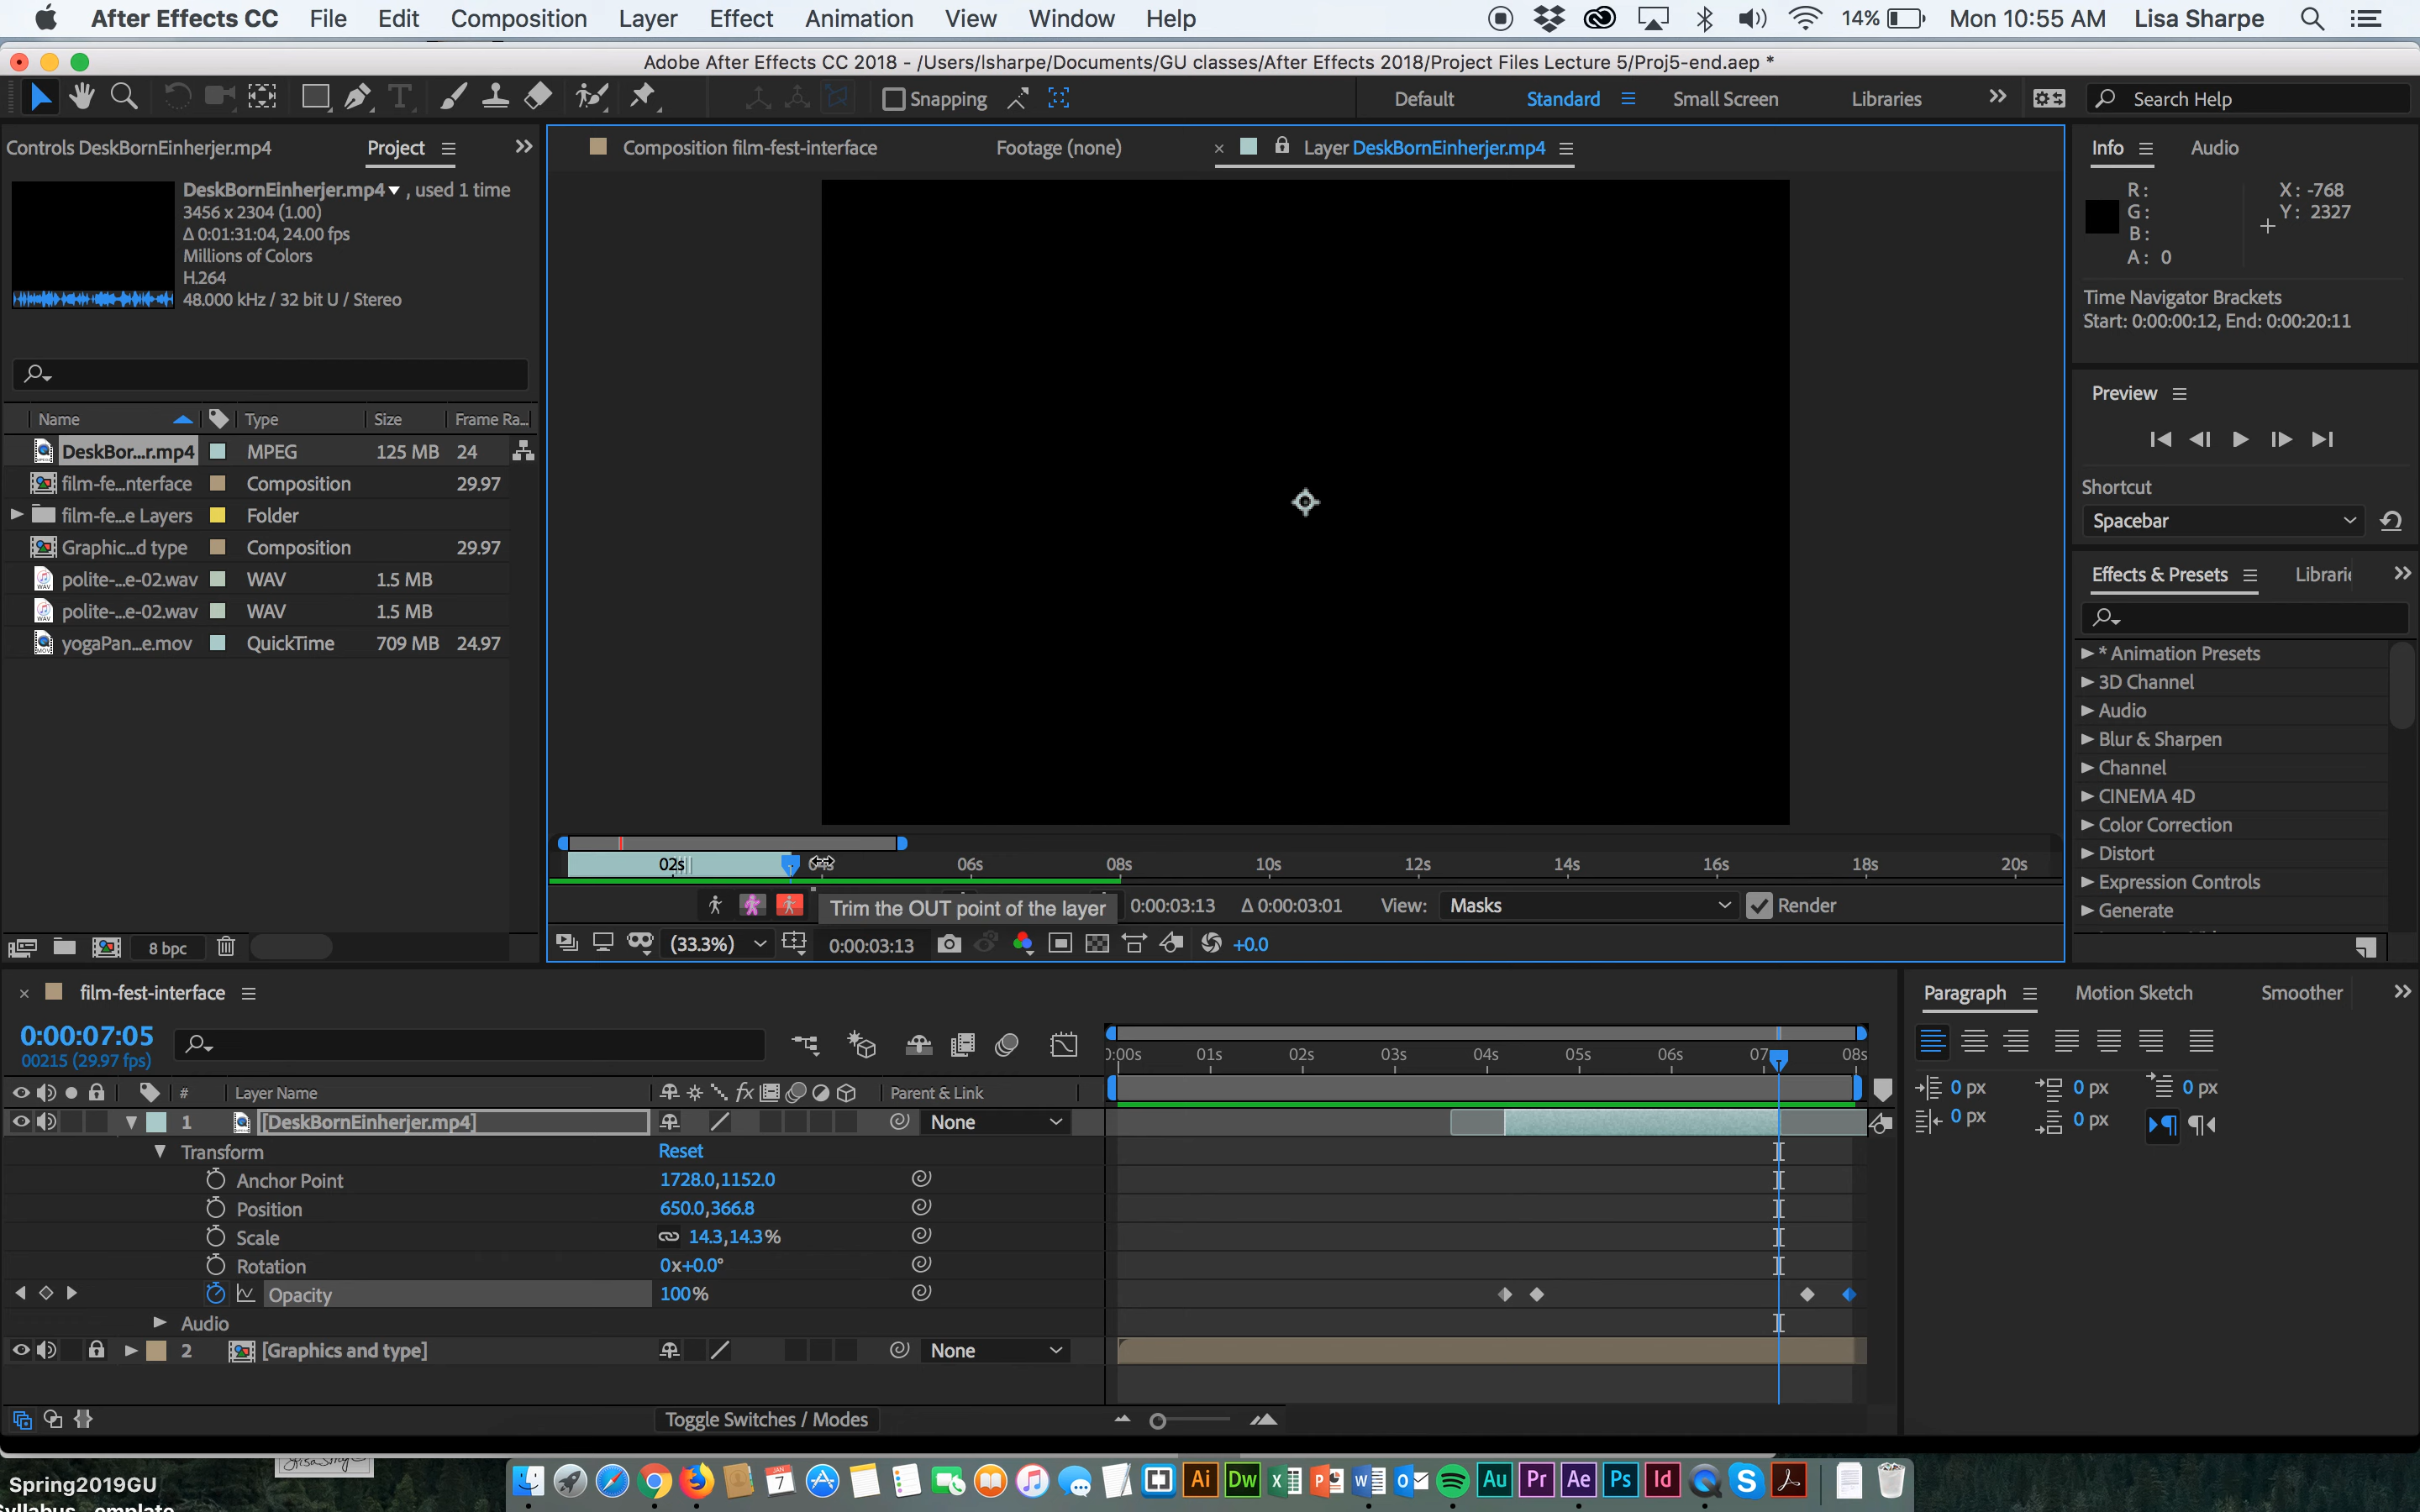 After Effects CC File Edit Composition Layer Effect Animation View Window Help 14% Mon 10:55 AM Lisa Sharpe
Adobe After Effects CC 2018 - /Users/lsharpe/Documents/GU classes/After Effects 2018/Project Files Lecture 5/Proj5-end.aep *
Snapping Default Standard Small Screen Libraries Search Help
Controls DeskBornEinherjer.mp4 Project
DeskBornEinherjer.mp4 , used 1 time
3456 x 2304 (1.00)
Δ 0:01:31:04, 24.00 fps
Millions of Colors
H.264
48.000 kHz / 32 bit U / Stereo
Name Type Size Frame Ra...
DeskBor...r.mp4 MPEG 125 MB 24
film-fe...nterface Composition 29.97
film-fe...e Layers Folder
Graphic...d type Composition 29.97
polite-...e-02.wav WAV 1.5 MB
polite-...e-02.wav WAV 1.5 MB
yogaPan...e.mov QuickTime 709 MB 24.97
8 bpc
Composition film-fest-interface Footage (none) Layer DeskBornEinherjer.mp4
02s 04s 06s 08s 10s 12s 14s 16s 18s 20s
Trim the OUT point of the layer 0:00:03:13 Δ 0:00:03:01 View: Masks Render
(33.3%) 0:00:03:13 +0.0
Info Audio
R: X: -768
G: Y: 2327
B:
A: 0
Time Navigator Brackets
Start: 0:00:00:12, End: 0:00:20:11
Preview
Shortcut
Spacebar
Effects & Presets Librari
* Animation Presets
3D Channel
Audio
Blur & Sharpen
Channel
CINEMA 4D
Color Correction
Distort
Expression Controls
Generate
film-fest-interface
0:00:07:05
00215 (29.97 fps)
:00s 01s 02s 03s 04s 05s 06s 07 08s
# Layer Name fx Parent & Link
1 [DeskBornEinherjer.mp4] None
Transform Reset
Anchor Point 1728.0,1152.0
Position 650.0,366.8
Scale 14.3,14.3%
Rotation 0x+0.0°
Opacity 100%
Audio
2 [Graphics and type] None
Toggle Switches / Modes
Paragraph Motion Sketch Smoother
0 px 0 px 0 px
0 px 0 px
Spring2019GU
JAN 7 Ai Dw Au Pr Ae Ps Id